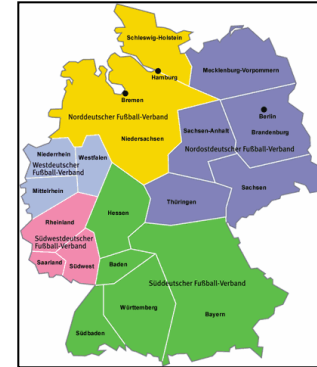 Schleswig-Holstein
Hamburg
Mecklenburg-Vorpommern
Bremen
Norddeutscher Fußball-Verband
Niedersachsen
Berlin
Sachsen-Anhalt
Brandenburg
Nordostdeutscher Fußball-Verband
Niederrhein
Westfalen
Westdeutscher
Fußball-Verband
Mittelrhein
Sachsen
Thüringen
Hessen
Rheinland
Südwestdeutscher
Fußball-Verband
Saarland
Südwest
Baden
Süddeutscher Fußball-Verband
Württemberg
Bayern
Südbaden